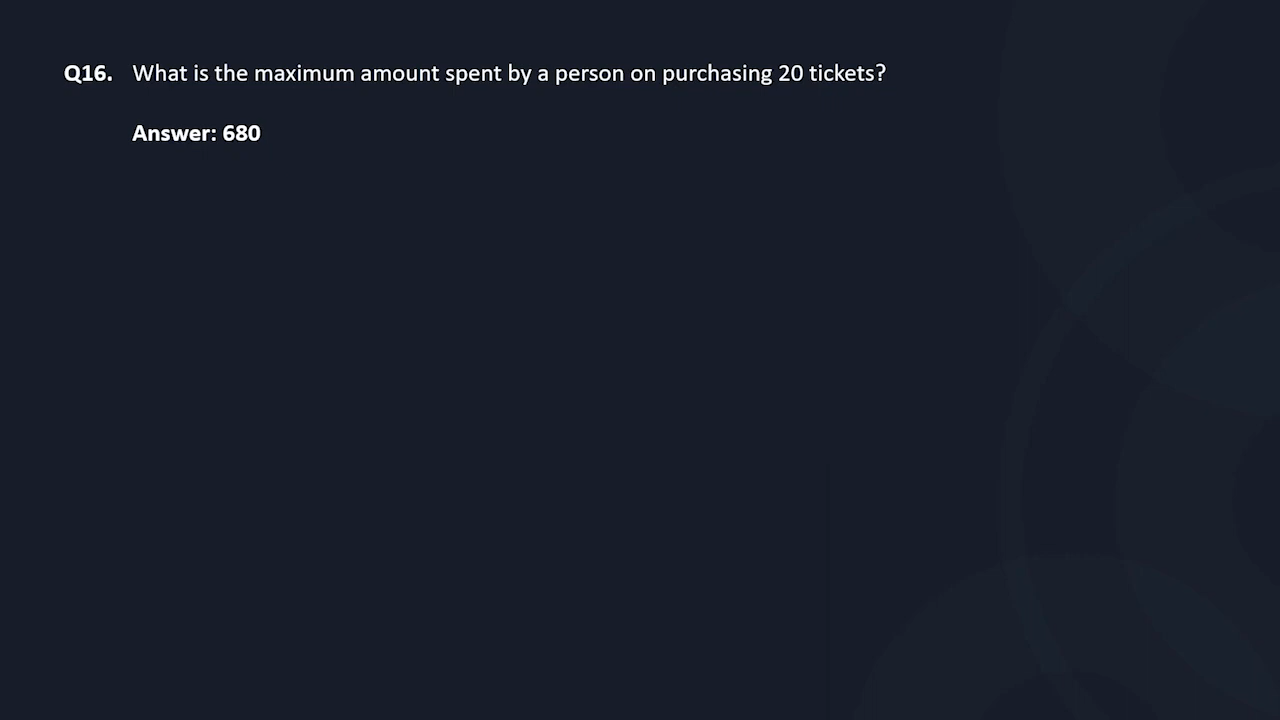 Q16. What is the maximum amount spent by a person on purchasing 20 tickets?
Answer: 680